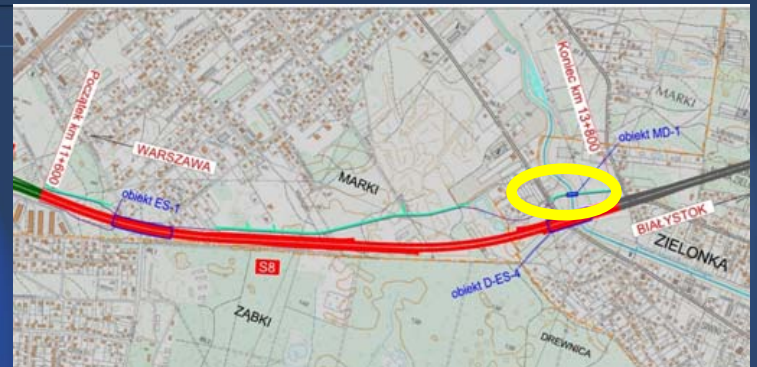 Początek km 11+600
WARSZAWA
obiekt ES-1
S8
ZĄBKI
MARKI
Koniec km 13+800
MARKI
obiekt MD-1
BIAŁYSTOK
ZIELONKA
obiekt D-ES-4
DREWNICA